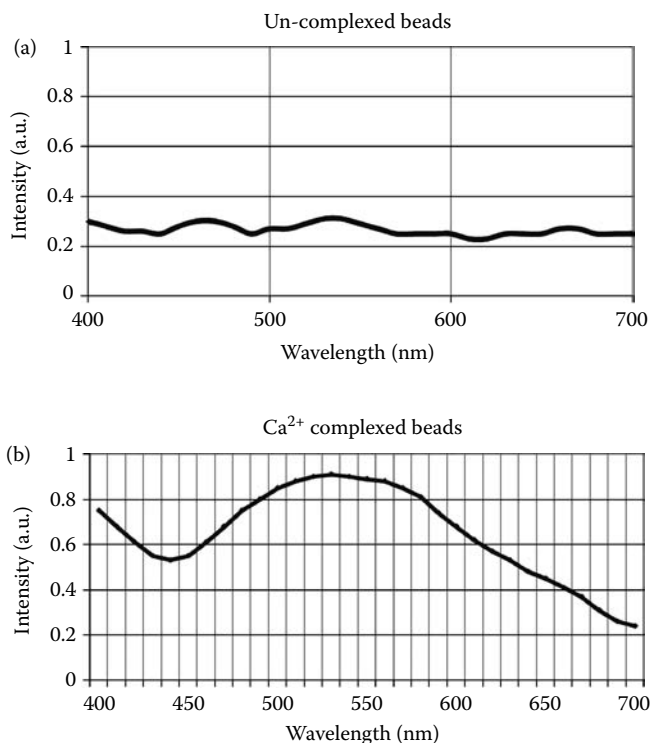 Un-complexed beads
(a)
1
0.8
0.6
0.4
0.2
0
Intensity (a.u.)
400 500 600 700
Wavelength (nm)
Ca²⁺ complexed beads
(b)
1
0.8
0.6
0.4
0.2
0
Intensity (a.u.)
400 450 500 550 600 650 700
Wavelength (nm)